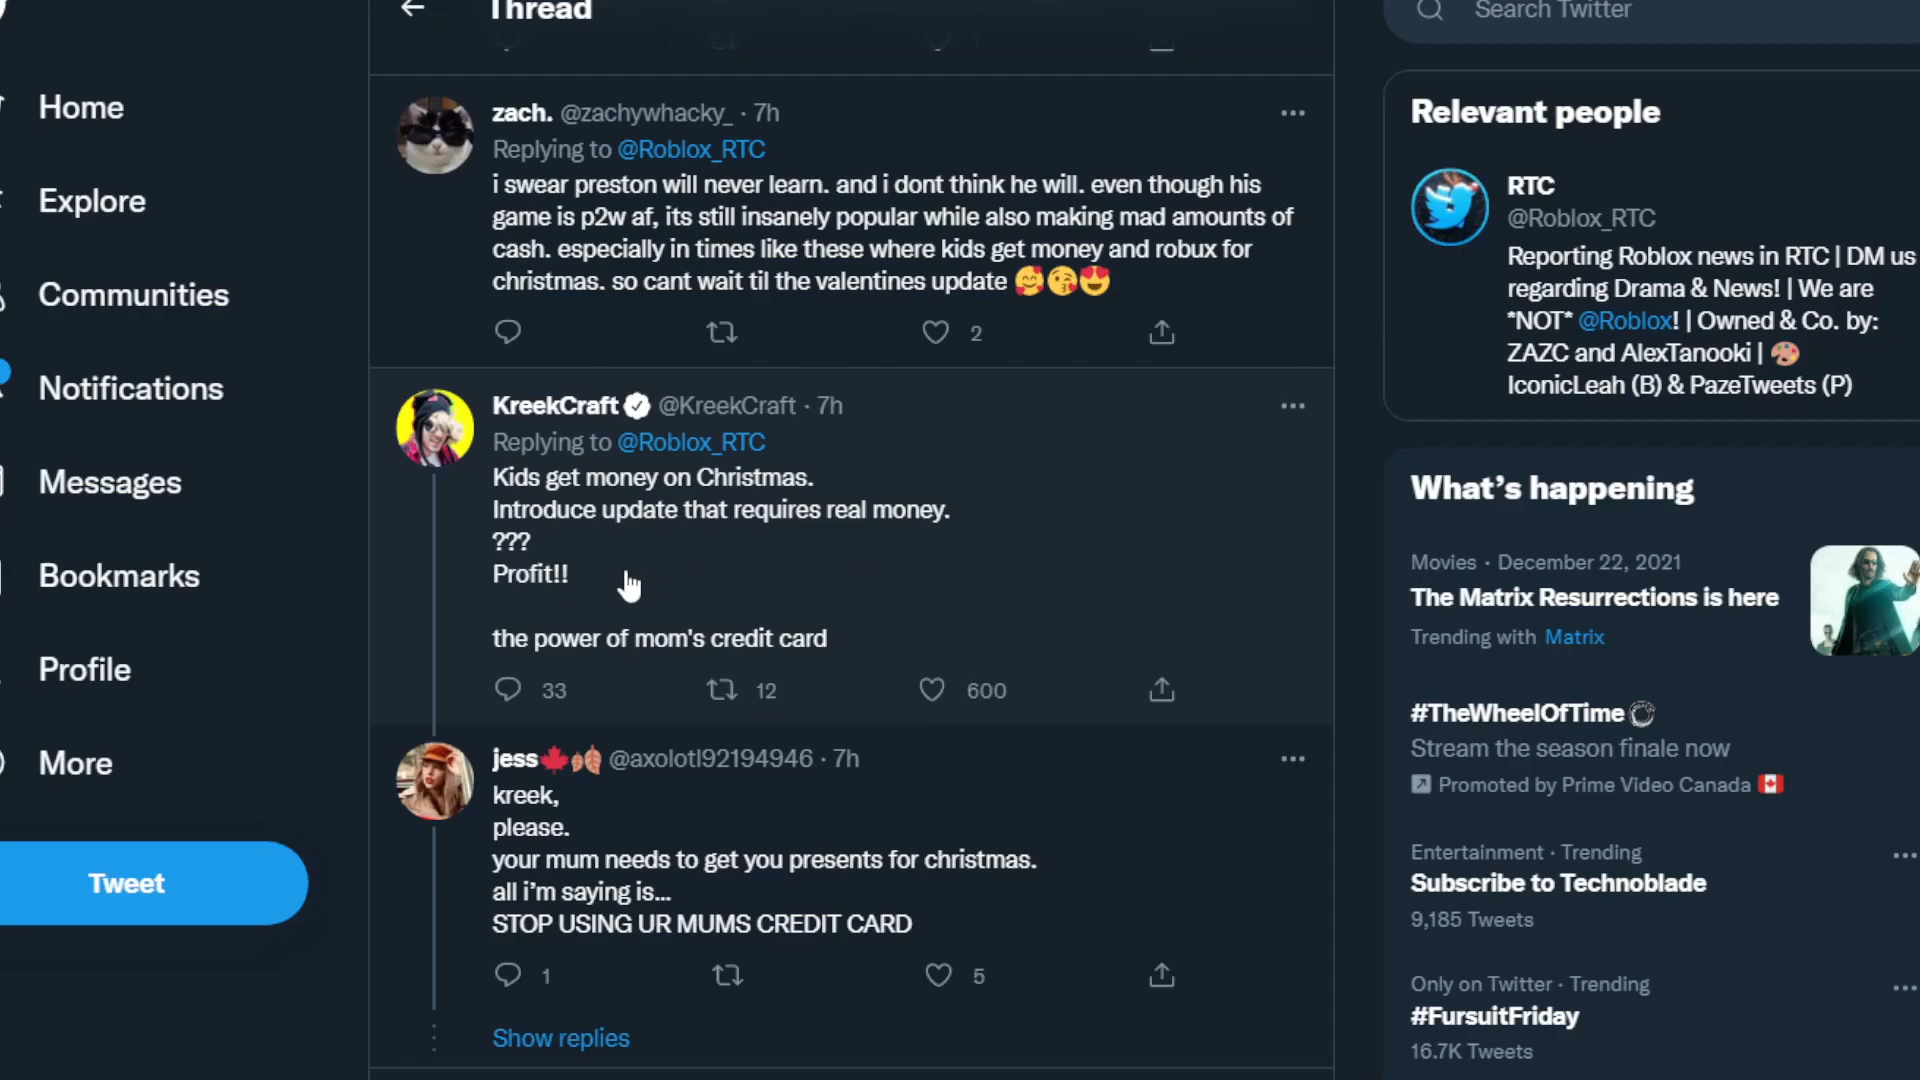 Thread
Search Twitter
Home
Explore
Communities
Notifications
Messages
Bookmarks
Profile
More
Tweet
zach. @zachywhacky_ · 7h
Replying to @Roblox_RTC
i swear preston will never learn. and i dont think he will. even though his
game is p2w af, its still insanely popular while also making mad amounts of
cash. especially in times like these where kids get money and robux for
christmas. so cant wait til the valentines update 🥰😘😍
2
KreekCraft @KreekCraft · 7h
Replying to @Roblox_RTC
Kids get money on Christmas.
Introduce update that requires real money.
???
Profit!!
the power of mom's credit card
33 12 600
jess🍁🍂 @axolotl92194946 · 7h
kreek,
please.
your mum needs to get you presents for christmas.
all i'm saying is...
STOP USING UR MUMS CREDIT CARD
1 5
Show replies
Relevant people
RTC
@Roblox_RTC
Reporting Roblox news in RTC | DM us
regarding Drama & News! | We are
*NOT* @Roblox! | Owned & Co. by:
ZAZC and AlexTanooki | 🎨
IconicLeah (B) & PazeTweets (P)
What's happening
Movies · December 22, 2021
The Matrix Resurrections is here
Trending with Matrix
#TheWheelOfTime
Stream the season finale now
Promoted by Prime Video Canada 🇨🇦
Entertainment · Trending
Subscribe to Technoblade
9,185 Tweets
Only on Twitter · Trending
#FursuitFriday
16.7K Tweets